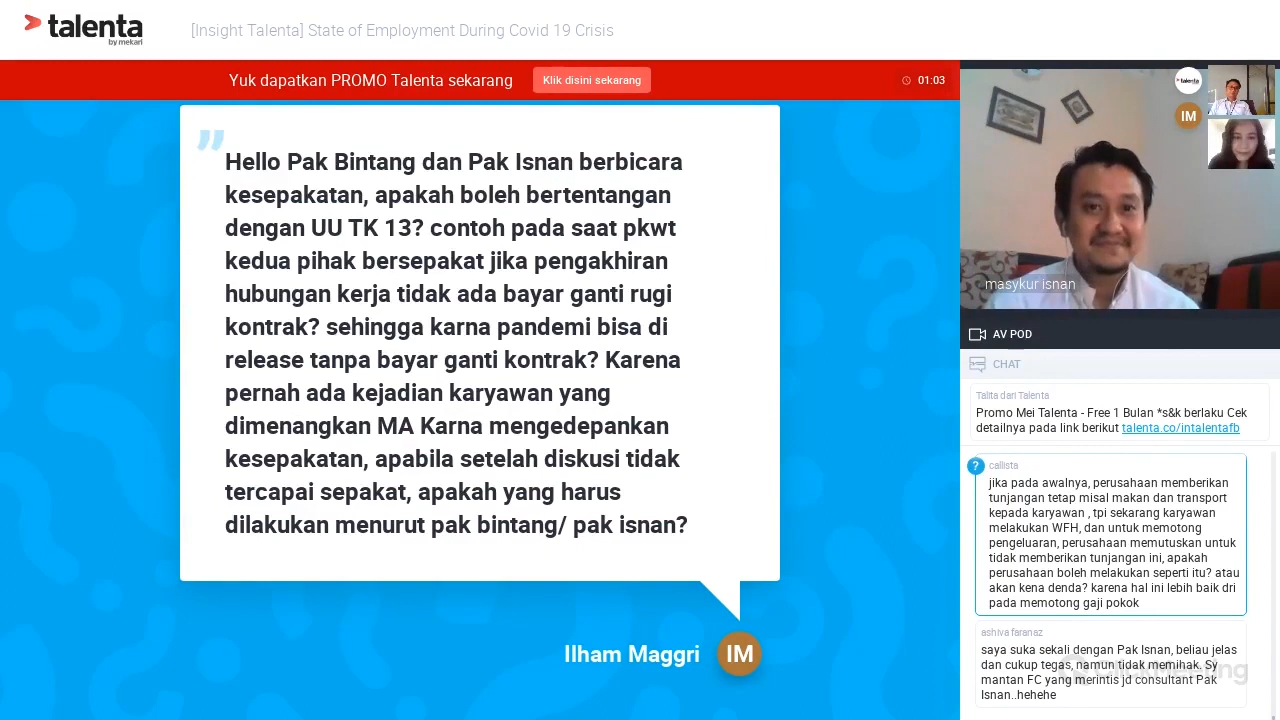 talenta
by mekari
[Insight Talenta] State of Employment During Covid 19 Crisis
Yuk dapatkan PROMO Talenta sekarang
Klik disini sekarang
01:03
Hello Pak Bintang dan Pak Isnan berbicara
kesepakatan, apakah boleh bertentangan
dengan UU TK 13? contoh pada saat pkwt
kedua pihak bersepakat jika pengakhiran
hubungan kerja tidak ada bayar ganti rugi
kontrak? sehingga karna pandemi bisa di
release tanpa bayar ganti kontrak? Karena
pernah ada kejadian karyawan yang
dimenangkan MA Karna mengedepankan
kesepakatan, apabila setelah diskusi tidak
tercapai sepakat, apakah yang harus
dilakukan menurut pak bintang/ pak isnan?
Ilham Maggri
IM
talenta
IM
masykur isnan
AV POD
CHAT
Talita dari Talenta
Promo Mei Talenta - Free 1 Bulan *s&k berlaku Cek
detailnya pada link berikut talenta.co/intalentafb
?
callista
jika pada awalnya, perusahaan memberikan
tunjangan tetap misal makan dan transport
kepada karyawan , tpi sekarang karyawan
melakukan WFH, dan untuk memotong
pengeluaran, perusahaan memutuskan untuk
tidak memberikan tunjangan ini, apakah
perusahaan boleh melakukan seperti itu? atau
akan kena denda? karena hal ini lebih baik dri
pada memotong gaji pokok
ashiva faranaz
saya suka sekali dengan Pak Isnan, beliau jelas
dan cukup tegas, namun tidak memihak. Sy
mantan FC yang merintis jd consultant Pak
Isnan..hehehe
ClickMeeting